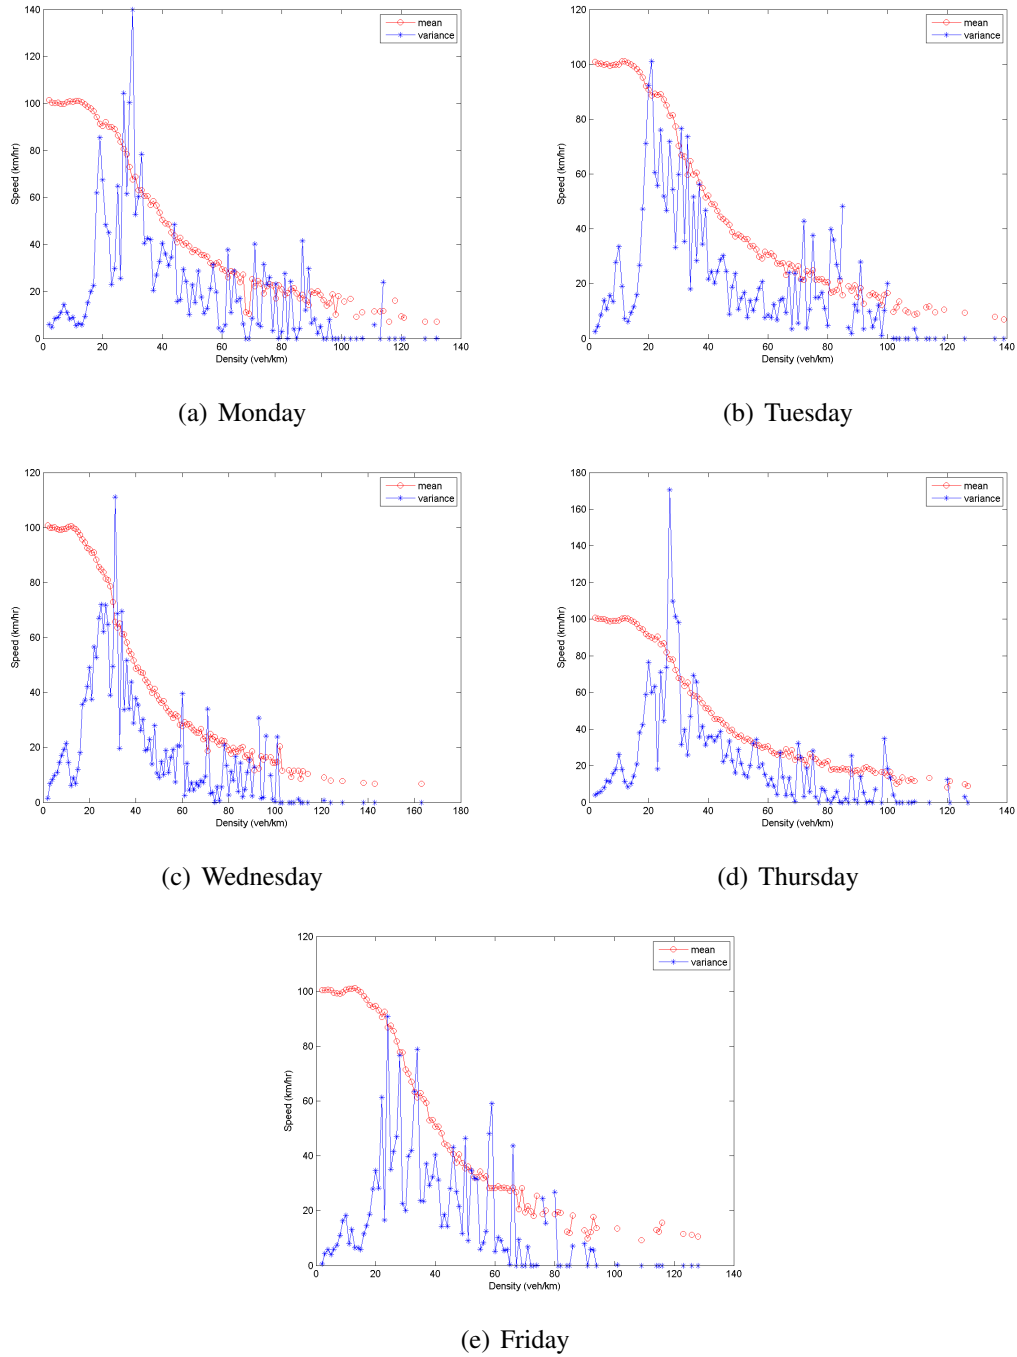 140
120
100
80
60
40
20
0
Speed (km/hr)
mean
variance
0 20 40 60 80 100 120 140
Density (veh/km)
(a) Monday
120
100
80
60
40
20
0
Speed (km/hr)
mean
variance
0 20 40 60 80 100 120 140
Density (veh/km)
(b) Tuesday
120
100
80
60
40
20
0
Speed (km/hr)
mean
variance
0 20 40 60 80 100 120 140 160 180
Density (veh/km)
(c) Wednesday
180
160
140
120
100
80
60
40
20
0
Speed (km/hr)
mean
variance
0 20 40 60 80 100 120 140
Density (veh/km)
(d) Thursday
120
100
80
60
40
20
0
Speed (km/hr)
mean
variance
0 20 40 60 80 100 120 140
Density (veh/km)
(e) Friday